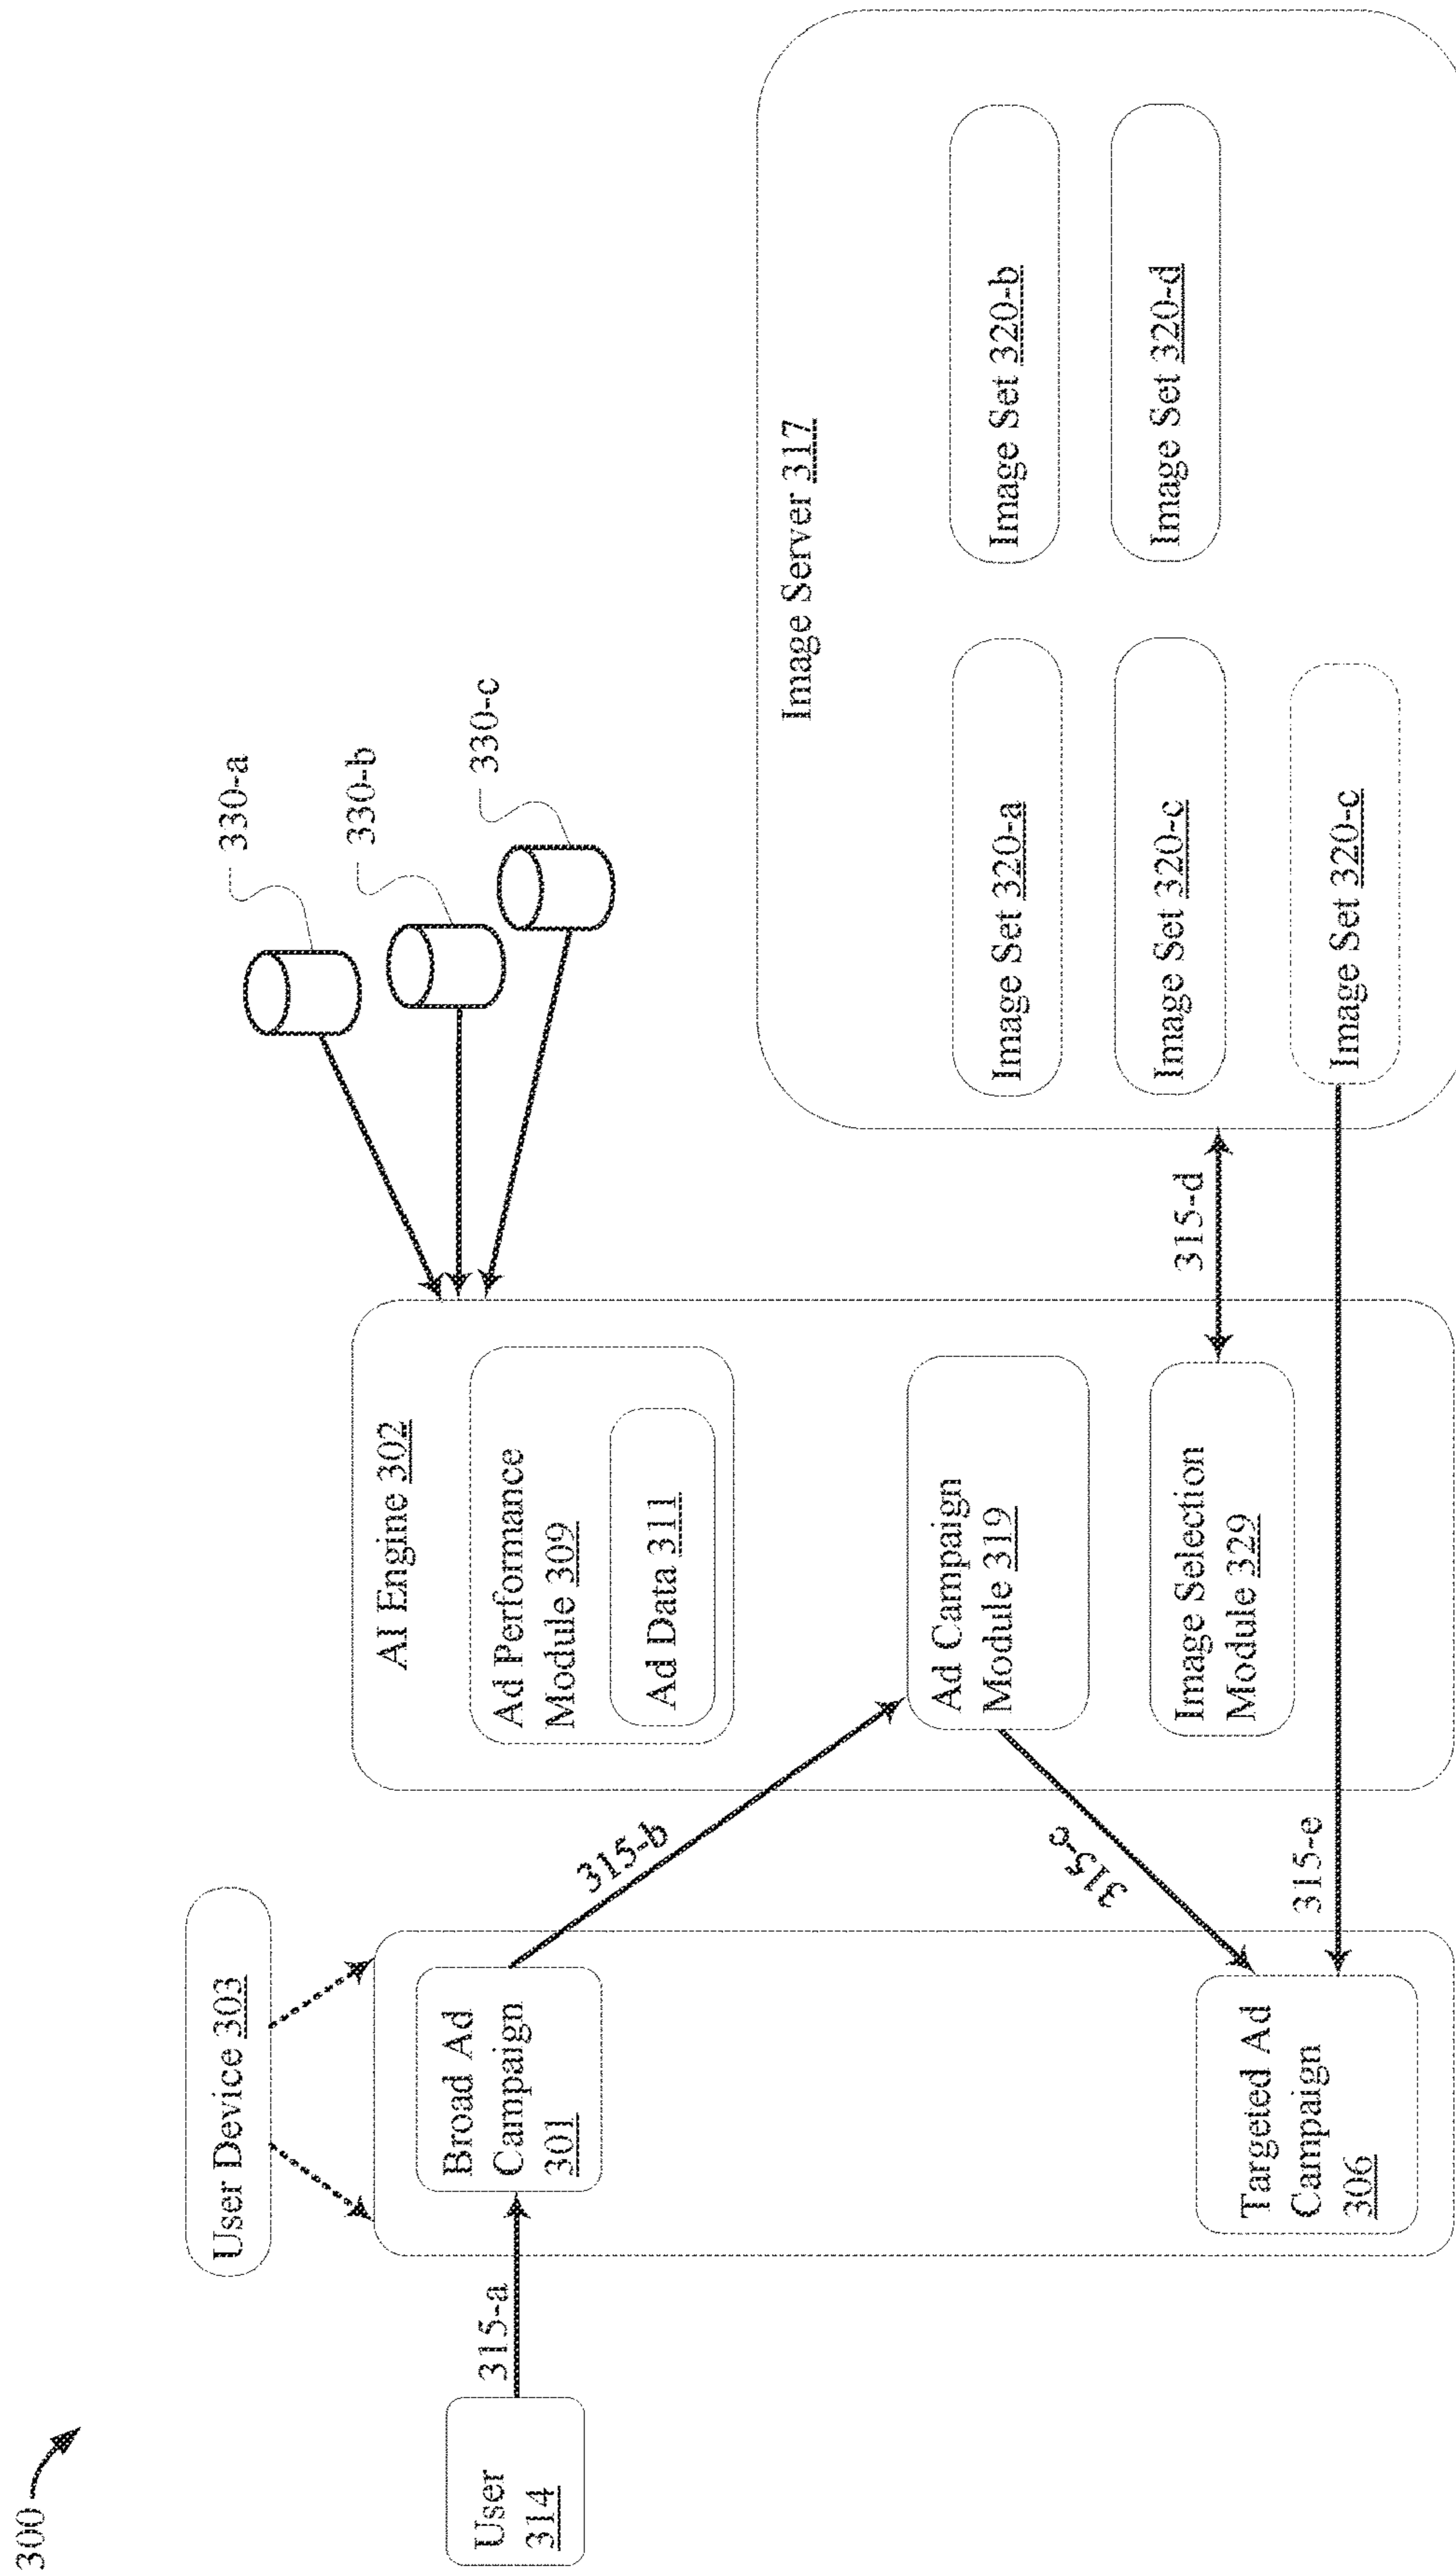 300
User Device 303
330-a
330-b
330-c
User
314
315-a
Broad Ad
Campaign
301
315-b
AI Engine 302
Ad Performance
Module 309
Ad Data 311
Ad Campaign
Module 319
315-c
Image Selection
Module 329
315-d
Targeted Ad
Campaign
306
315-e
Image Server 317
Image Set 320-a
Image Set 320-b
Image Set 320-c
Image Set 320-d
Image Set 320-c